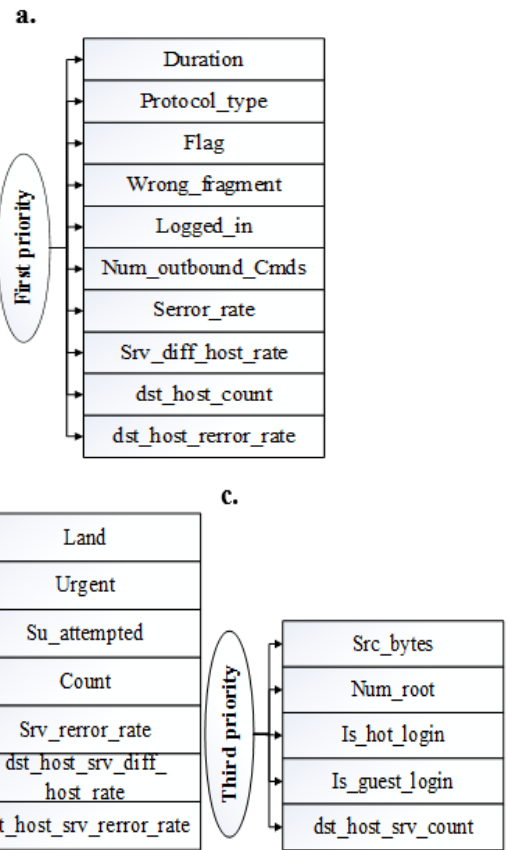 a.
First priority
Duration
Protocol_type
Flag
Wrong_fragment
Logged_in
Num_outbound_Cmds
Serror_rate
Srv_diff_host_rate
dst_host_count
dst_host_rerror_rate
Land
Urgent
Su_attempted
Count
Srv_rerror_rate
dst_host_srv_diff_
host_rate
t_host_srv_rerror_rate
c.
Third priority
Src_bytes
Num_root
Is_hot_login
Is_guest_login
dst_host_srv_count